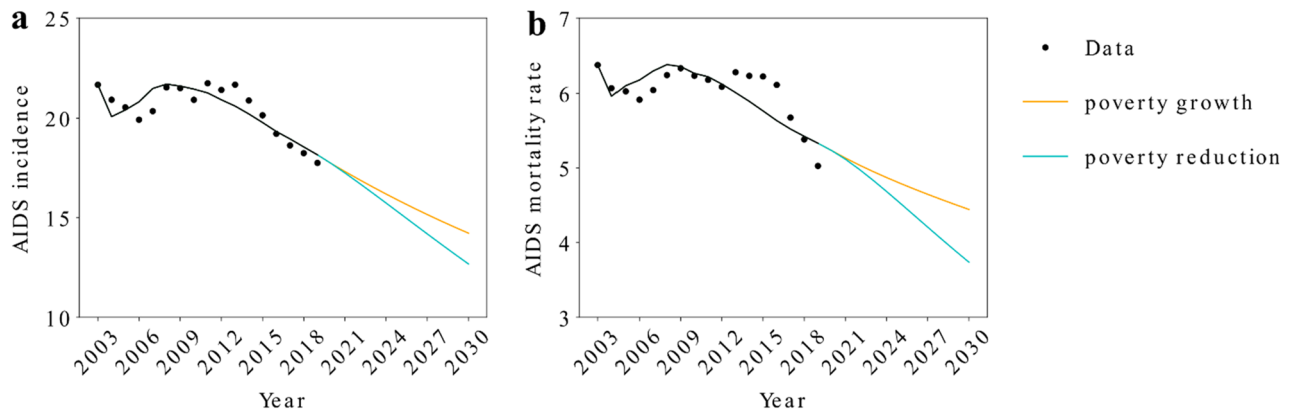 a
25
20
15
10
AIDS incidence
2003 2006 2009 2012 2015 2018 2021 2024 2027 2030
Year
b
7
6
5
4
3
AIDS mortality rate
2003 2006 2009 2012 2015 2018 2021 2024 2027 2030
Year
Data
poverty growth
poverty reduction